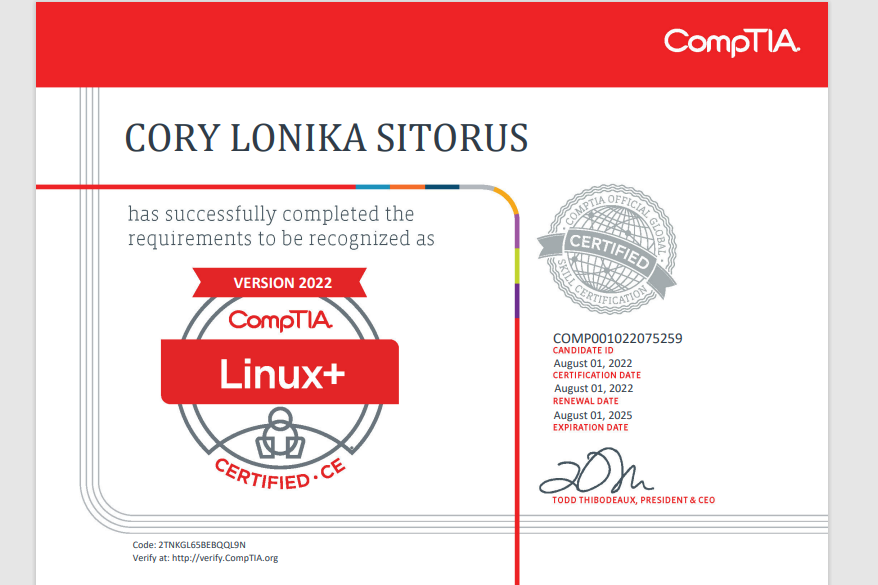 CompTIA.
CORY LONIKA SITORUS
has successfully completed the
requirements to be recognized as
VERSION 2022
CompTIA.
Linux+
CERTIFIED • CE
COMPTIA OFFICIAL GLOBAL
CERTIFIED
SKILL CERTIFICATION
COMP001022075259
CANDIDATE ID
August 01, 2022
CERTIFICATION DATE
August 01, 2022
RENEWAL DATE
August 01, 2025
EXPIRATION DATE
TODD THIBODEAUX, PRESIDENT & CEO
Code: 2TNKGL65BEBQQL9N
Verify at: http://verify.CompTIA.org